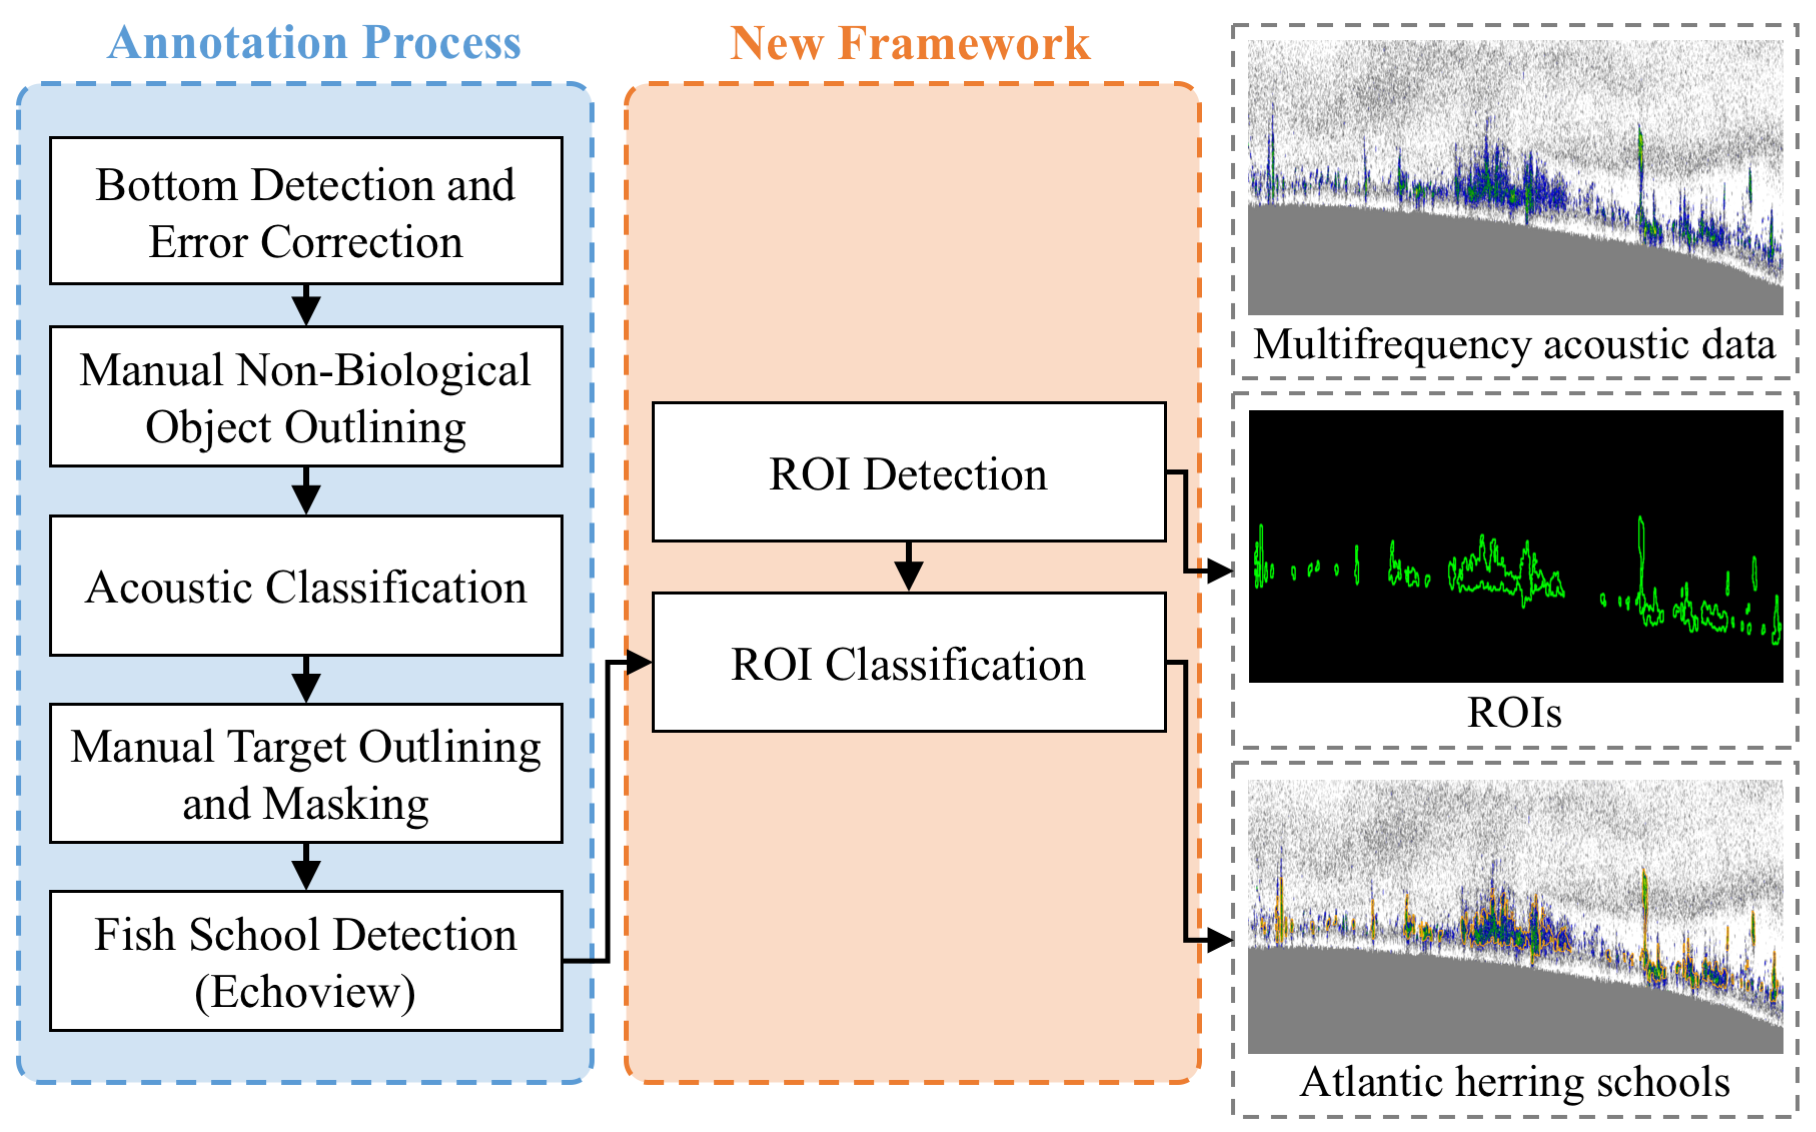 Annotation Process
Bottom Detection and
Error Correction
Manual Non-Biological
Object Outlining
Acoustic Classification
Manual Target Outlining
and Masking
Fish School Detection
(Echoview)
New Framework
ROI Detection
ROI Classification
Multifrequency acoustic data
ROIs
Atlantic herring schools